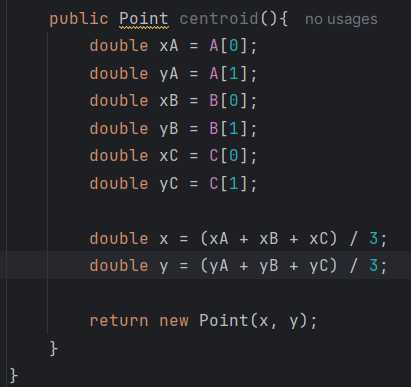 public Point centroid(){ no usages
double xA = A[0];
double yA = A[1];
double xB = B[0];
double yB = B[1];
double xC = C[0];
double yC = C[1];
double x = (xA + xB + xC) / 3;
double y = (yA + yB + yC) / 3;
return new Point(x, y);
}
}